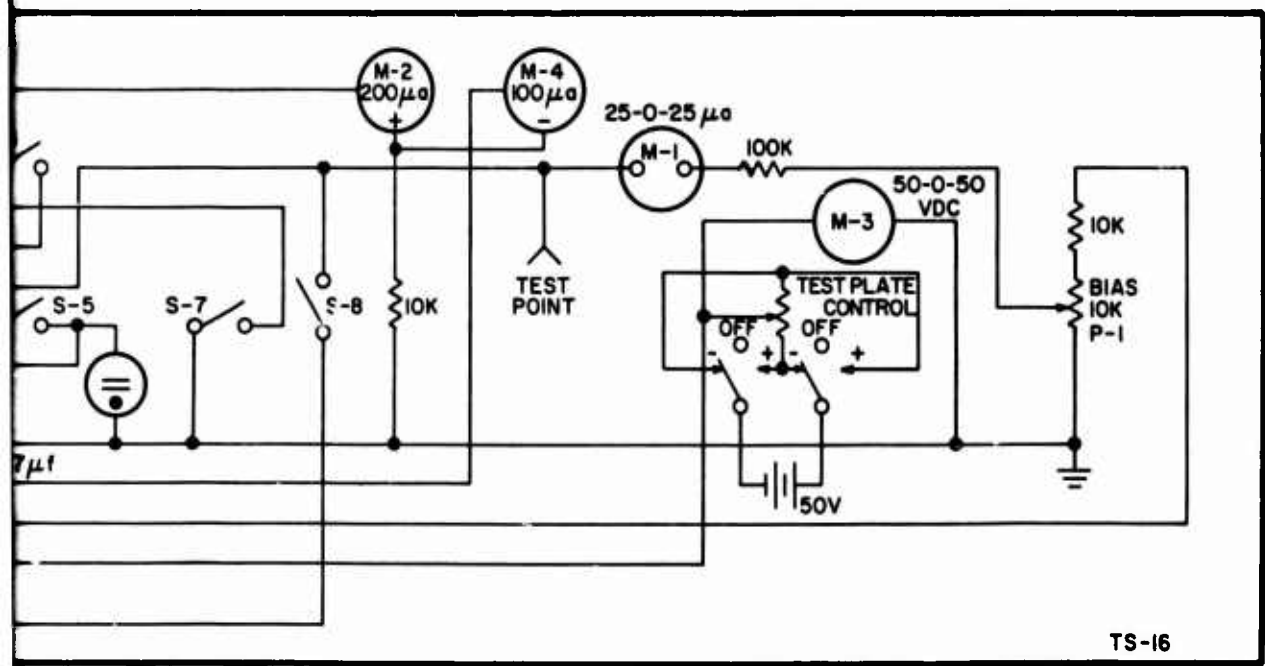 M-2
200μa
+
M-4
100μa
-
25-0-25 μa
M-1
100K
50-0-50
VDC
M-3
10K
TEST
POINT
TEST PLATE
CONTROL
BIAS
10K
P-1
S-5
S-7
S-8
10K
OFF
OFF
-
+
-
+
7μf
50V
TS-16